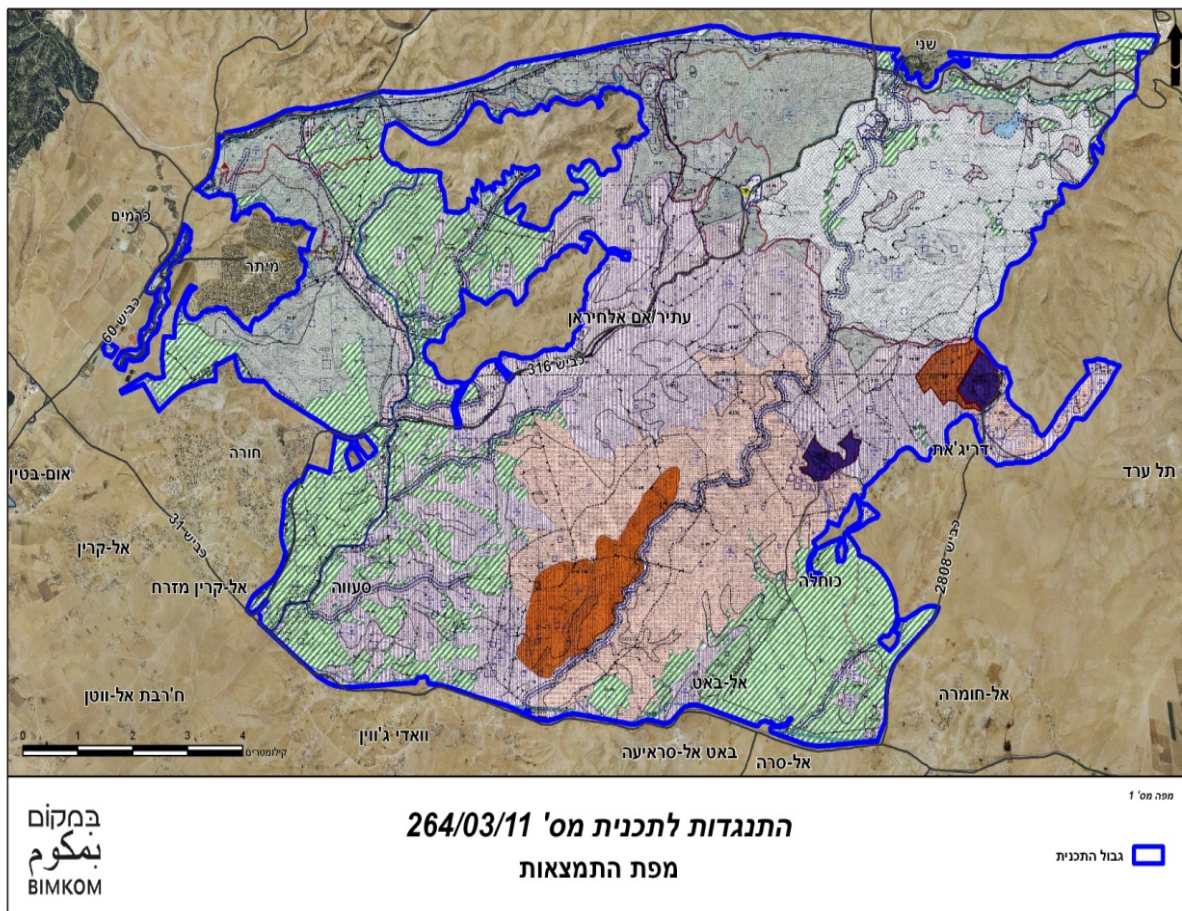 שני
כרמים
מיתר
כביש 60
עתיר/אם אלחיראן
כביש 316
דריג'את
תל ערד
חורה
אום-בטין
כביש 31
כביש 2808
אל-קרין
אל-קרין מזרח
סעווה
כוחלה
אל-באט
אל-חומרה
ח'רבת אל-ווטן
וואדי ג'ווין
באט אל-סראיעה
אל-סרה
0 1 2 3 4
קילומטרים
מפה מס' 1
התנגדות לתכנית מס' 264/03/11
מפת התמצאות
גבול התכנית
במקום
بمكوم
BIMKOM